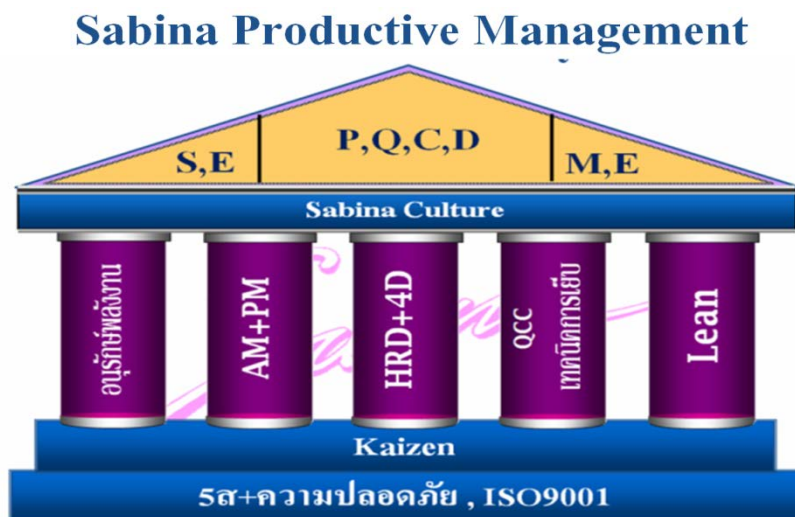 Sabina Productive Management
S,E
P,Q,C,D
M,E
Sabina Culture
อนุรักษ์พลังงาน
AM+PM
HRD+4D
QCC
เทคนิคการเย็บ
Lean
Kaizen
5ส+ความปลอดภัย , ISO9001